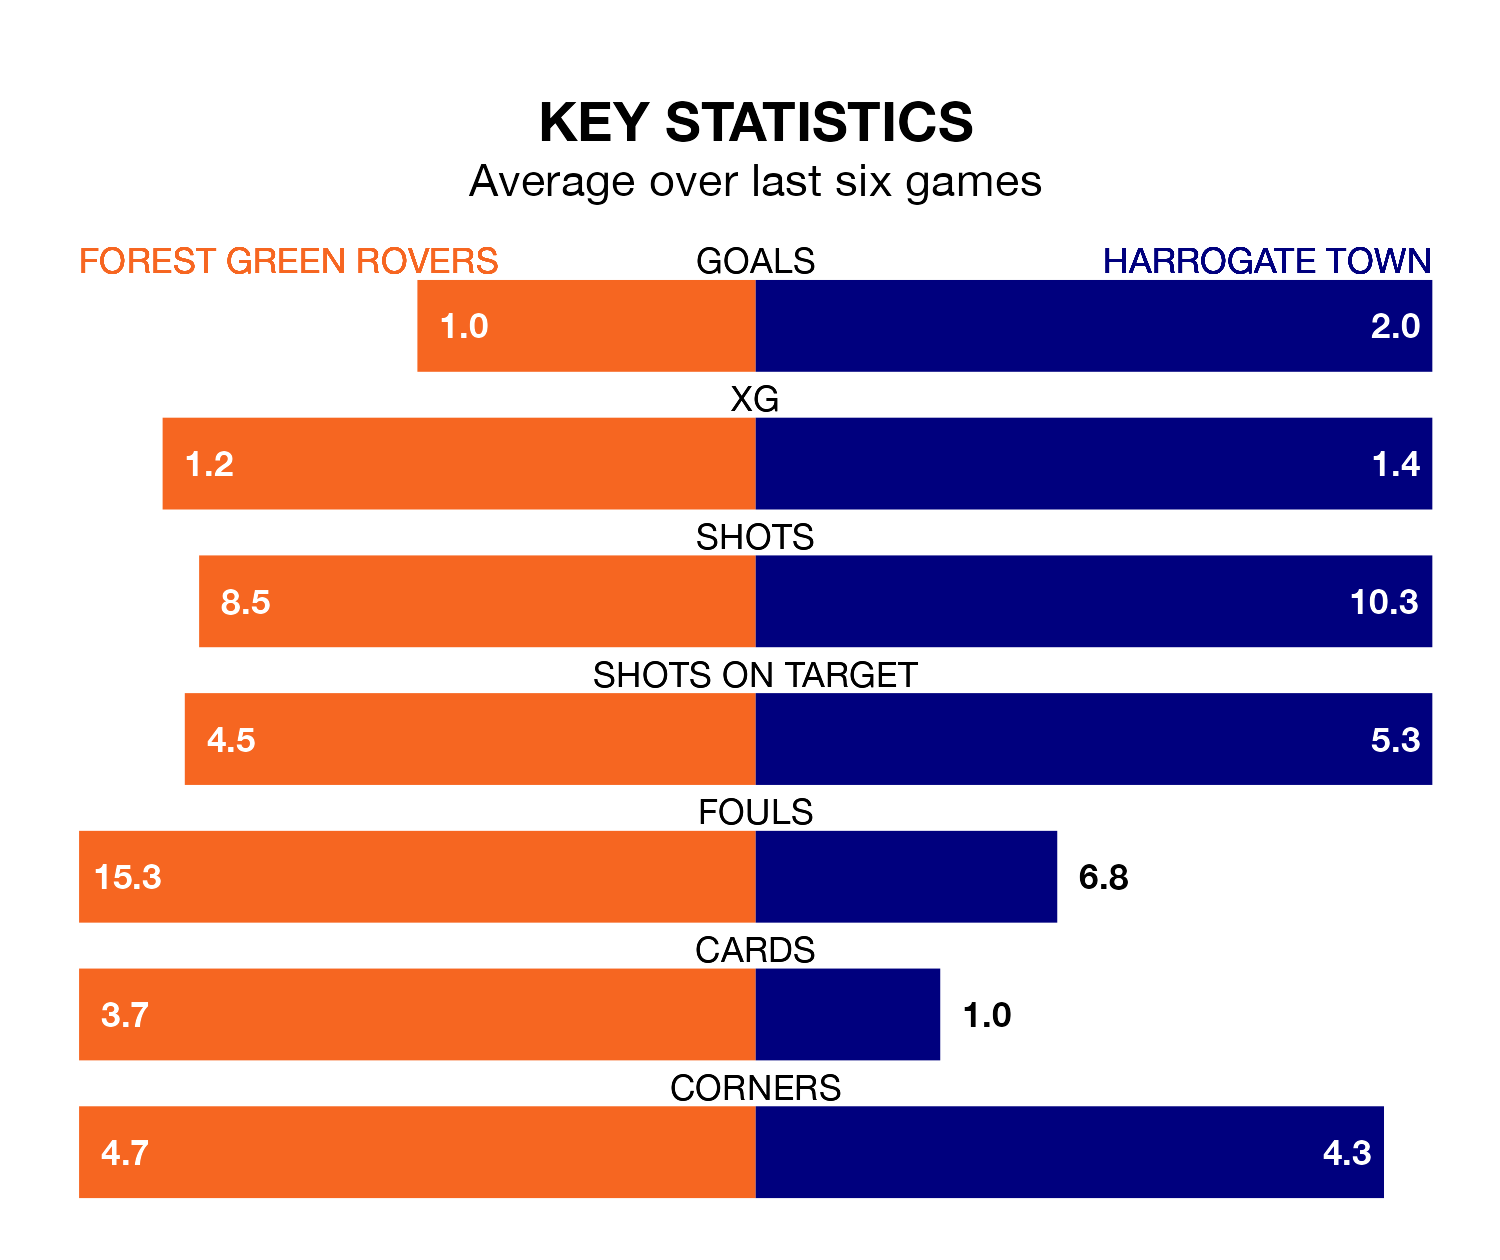 KEY STATISTICS
Average over last six games
FOREST GREEN ROVERS GOALS HARROGATE TOWN
1.0 2.0
XG
1.2 1.4
SHOTS
8.5 10.3
SHOTS ON TARGET
4.5 5.3
FOULS
15.3 6.8
CARDS
3.7 1.0
CORNERS
4.7 4.3